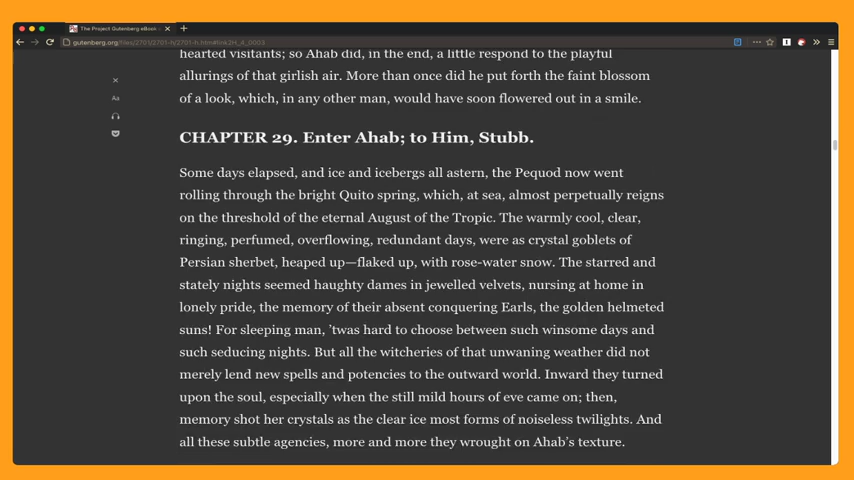 The Project Gutenberg eBook
gutenberg.org/files/2701/2701-h/2701-h.htm#link2H_4_0003
hearted visitants; so Ahab did, in the end, a little respond to the playful
allurings of that girlish air. More than once did he put forth the faint blossom
of a look, which, in any other man, would have soon flowered out in a smile.
CHAPTER 29. Enter Ahab; to Him, Stubb.
Some days elapsed, and ice and icebergs all astern, the Pequod now went
rolling through the bright Quito spring, which, at sea, almost perpetually reigns
on the threshold of the eternal August of the Tropic. The warmly cool, clear,
ringing, perfumed, overflowing, redundant days, were as crystal goblets of
Persian sherbet, heaped up—flaked up, with rose-water snow. The starred and
stately nights seemed haughty dames in jewelled velvets, nursing at home in
lonely pride, the memory of their absent conquering Earls, the golden helmeted
suns! For sleeping man, ’twas hard to choose between such winsome days and
such seducing nights. But all the witcheries of that unwaning weather did not
merely lend new spells and potencies to the outward world. Inward they turned
upon the soul, especially when the still mild hours of eve came on; then,
memory shot her crystals as the clear ice most forms of noiseless twilights. And
all these subtle agencies, more and more they wrought on Ahab’s texture.
Aa